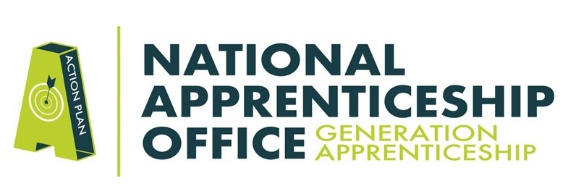 ACTION PLAN
NATIONAL
APPRENTICESHIP
OFFICE
GENERATION
APPRENTICESHIP